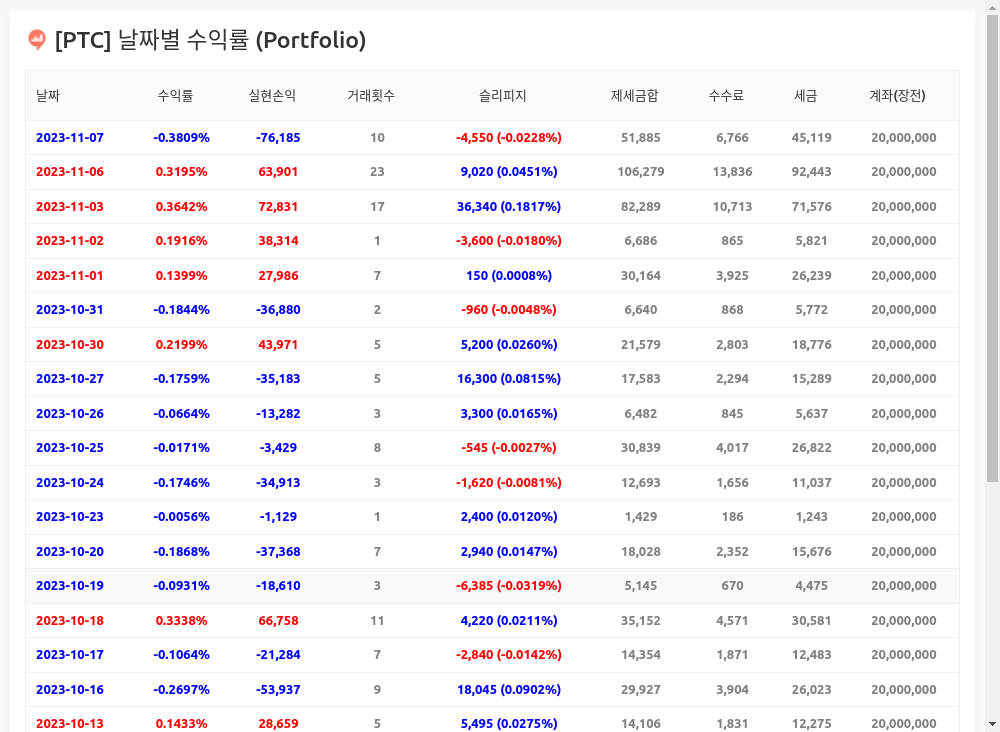 [PTC] 날짜별 수익률 (Portfolio)
날짜 수익률 실현손익 거래횟수 슬리피지 제세금합 수수료 세금 계좌(장전)
2023-11-07 -0.3809% -76,185 10 -4,550 (-0.0228%) 51,885 6,766 45,119 20,000,000
2023-11-06 0.3195% 63,901 23 9,020 (0.0451%) 106,279 13,836 92,443 20,000,000
2023-11-03 0.3642% 72,831 17 36,340 (0.1817%) 82,289 10,713 71,576 20,000,000
2023-11-02 0.1916% 38,314 1 -3,600 (-0.0180%) 6,686 865 5,821 20,000,000
2023-11-01 0.1399% 27,986 7 150 (0.0008%) 30,164 3,925 26,239 20,000,000
2023-10-31 -0.1844% -36,880 2 -960 (-0.0048%) 6,640 868 5,772 20,000,000
2023-10-30 0.2199% 43,971 5 5,200 (0.0260%) 21,579 2,803 18,776 20,000,000
2023-10-27 -0.1759% -35,183 5 16,300 (0.0815%) 17,583 2,294 15,289 20,000,000
2023-10-26 -0.0664% -13,282 3 3,300 (0.0165%) 6,482 845 5,637 20,000,000
2023-10-25 -0.0171% -3,429 8 -545 (-0.0027%) 30,839 4,017 26,822 20,000,000
2023-10-24 -0.1746% -34,913 3 -1,620 (-0.0081%) 12,693 1,656 11,037 20,000,000
2023-10-23 -0.0056% -1,129 1 2,400 (0.0120%) 1,429 186 1,243 20,000,000
2023-10-20 -0.1868% -37,368 7 2,940 (0.0147%) 18,028 2,352 15,676 20,000,000
2023-10-19 -0.0931% -18,610 3 -6,385 (-0.0319%) 5,145 670 4,475 20,000,000
2023-10-18 0.3338% 66,758 11 4,220 (0.0211%) 35,152 4,571 30,581 20,000,000
2023-10-17 -0.1064% -21,284 7 -2,840 (-0.0142%) 14,354 1,871 12,483 20,000,000
2023-10-16 -0.2697% -53,937 9 18,045 (0.0902%) 29,927 3,904 26,023 20,000,000
2023-10-13 0.1433% 28,659 5 5,495 (0.0275%) 14,106 1,831 12,275 20,000,000